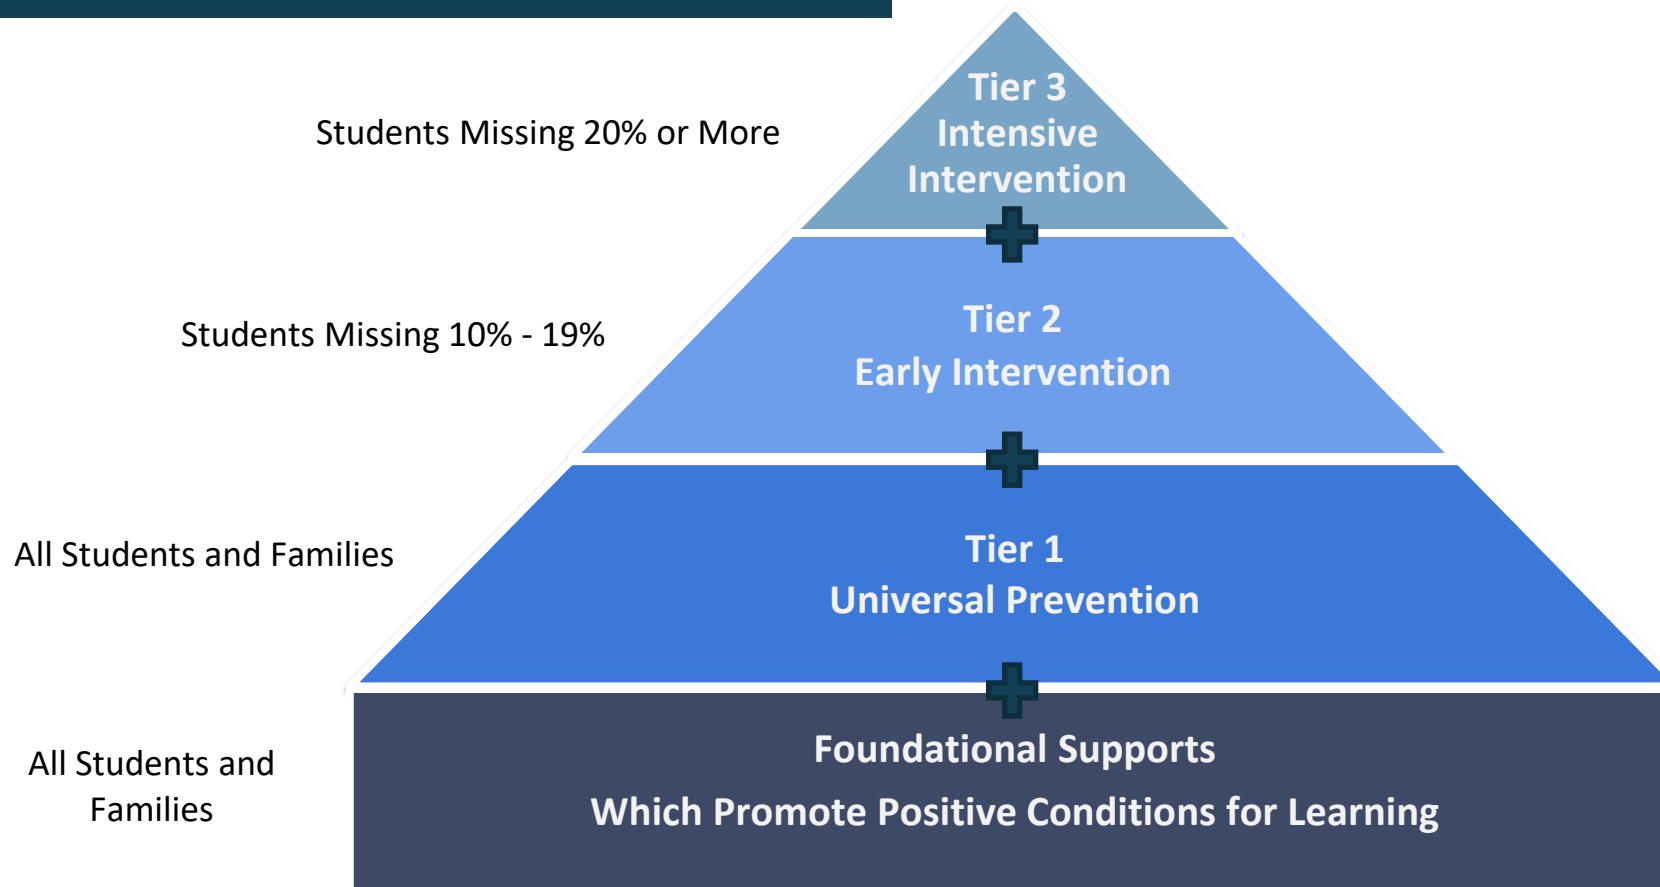 Tier 3
Intensive
Intervention
Students Missing 20% or More
Tier 2
Early Intervention
Students Missing 10% - 19%
Tier 1
Universal Prevention
All Students and Families
Foundational Supports
Which Promote Positive Conditions for Learning
All Students and
Families